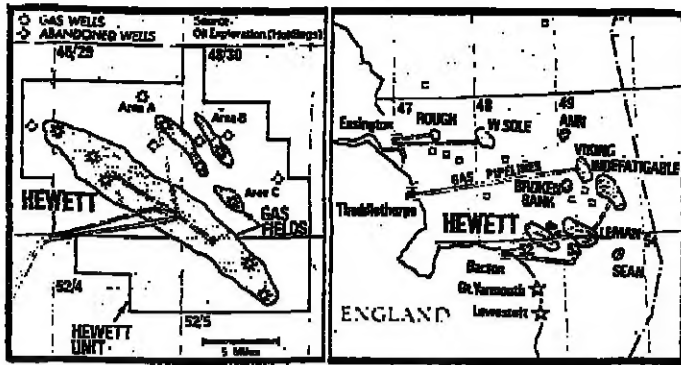 GAS WELLS
ABANDONED WELLS
Source
Oil Exploration (Holdings)
48/29
48/30
Area A
Area B
Area C
HEWETT
GAS
FIELDS
52/4
52/5
HEWETT
UNIT
5 Miles
47
48
49
ROUGH
W SOLE
ANN
Easington
VIKING
INDEFATIGABLE
GAS PIPELINES
BROKEN
BANK
Theddlethorpe
HEWETT
LEMAN
52
53
54
SEAN
Bacton
Gt. Yarmouth
Lowestoft
ENGLAND